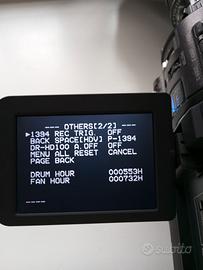 --- OTHERS[2/2] ---
▶1394 REC TRIG. OFF
BACK SPACE[HDV] P-1394
DR-HD100 A.OFF OFF
MENU ALL RESET CANCEL
PAGE BACK
DRUM HOUR 000553H
FAN HOUR 000732H
----
subito